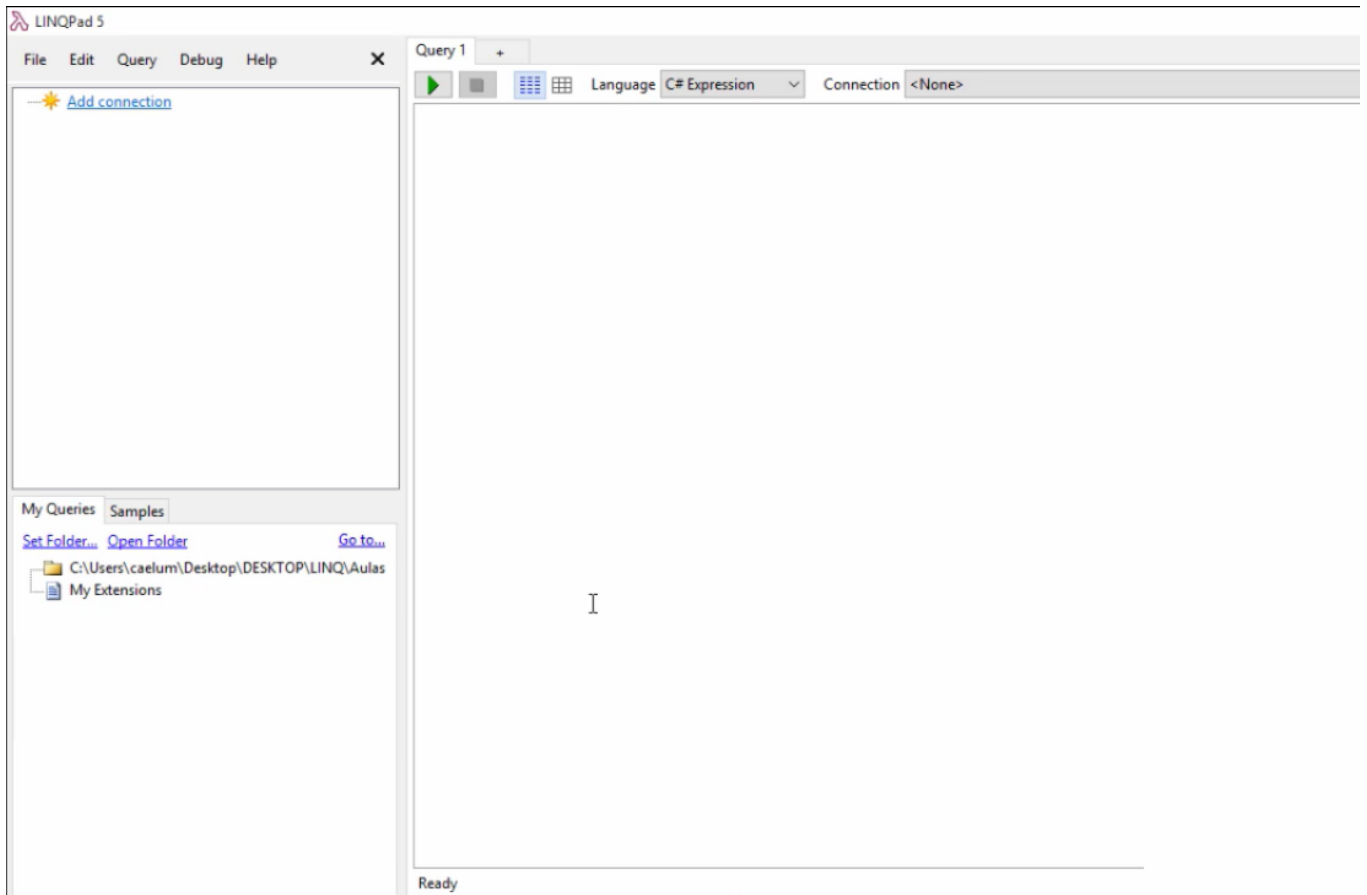 LINQPad 5
File Edit Query Debug Help
Add connection
My Queries Samples
Set Folder... Open Folder Go to...
C:\Users\caelum\Desktop\DESKTOP\LINQ\Aulas
My Extensions
Query 1 +
Language C# Expression Connection <None>
Ready